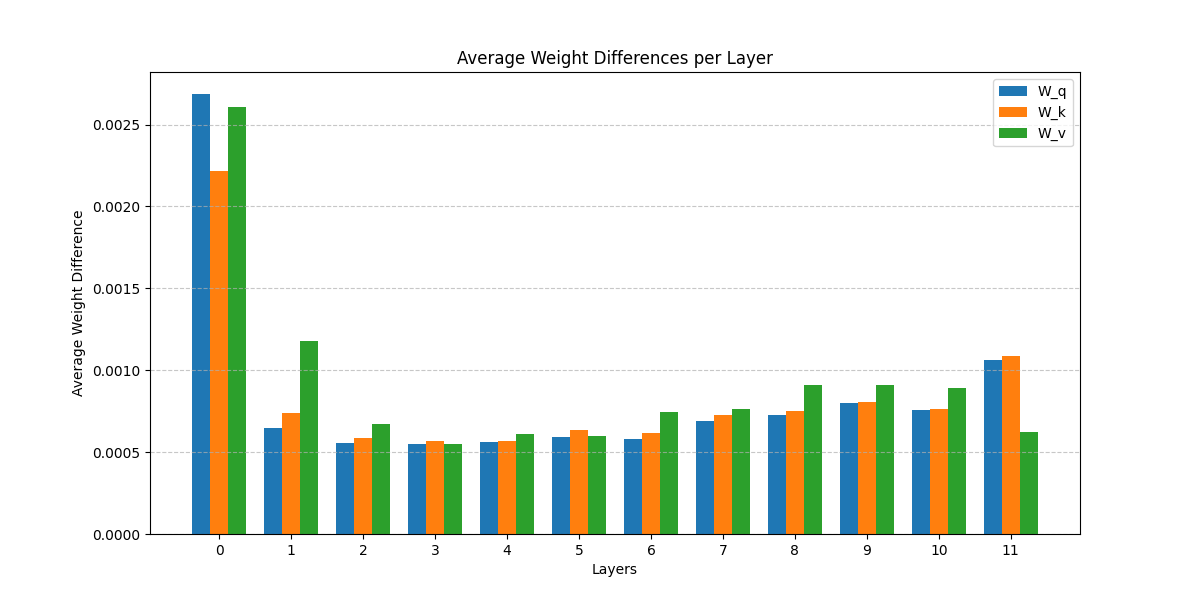 Average Weight Differences per Layer
W_q
W_k
W_v
Average Weight Difference
0.0025
0.0020
0.0015
0.0010
0.0005
0.0000
0 1 2 3 4 5 6 7 8 9 10 11
Layers